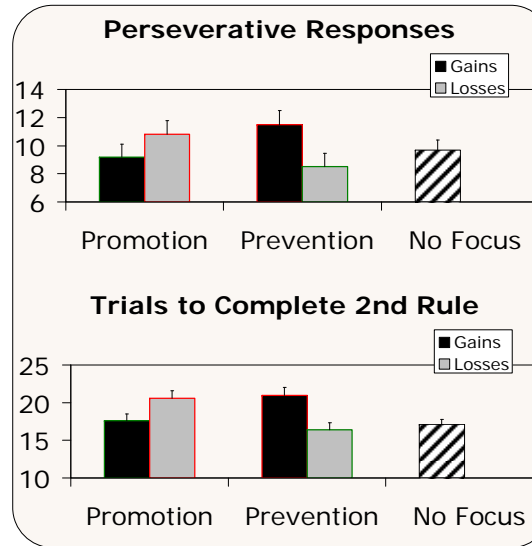 Perseverative Responses
Gains
Losses
14
12
10
8
6
Promotion Prevention No Focus
Trials to Complete 2nd Rule
Gains
Losses
25
20
15
10
Promotion Prevention No Focus